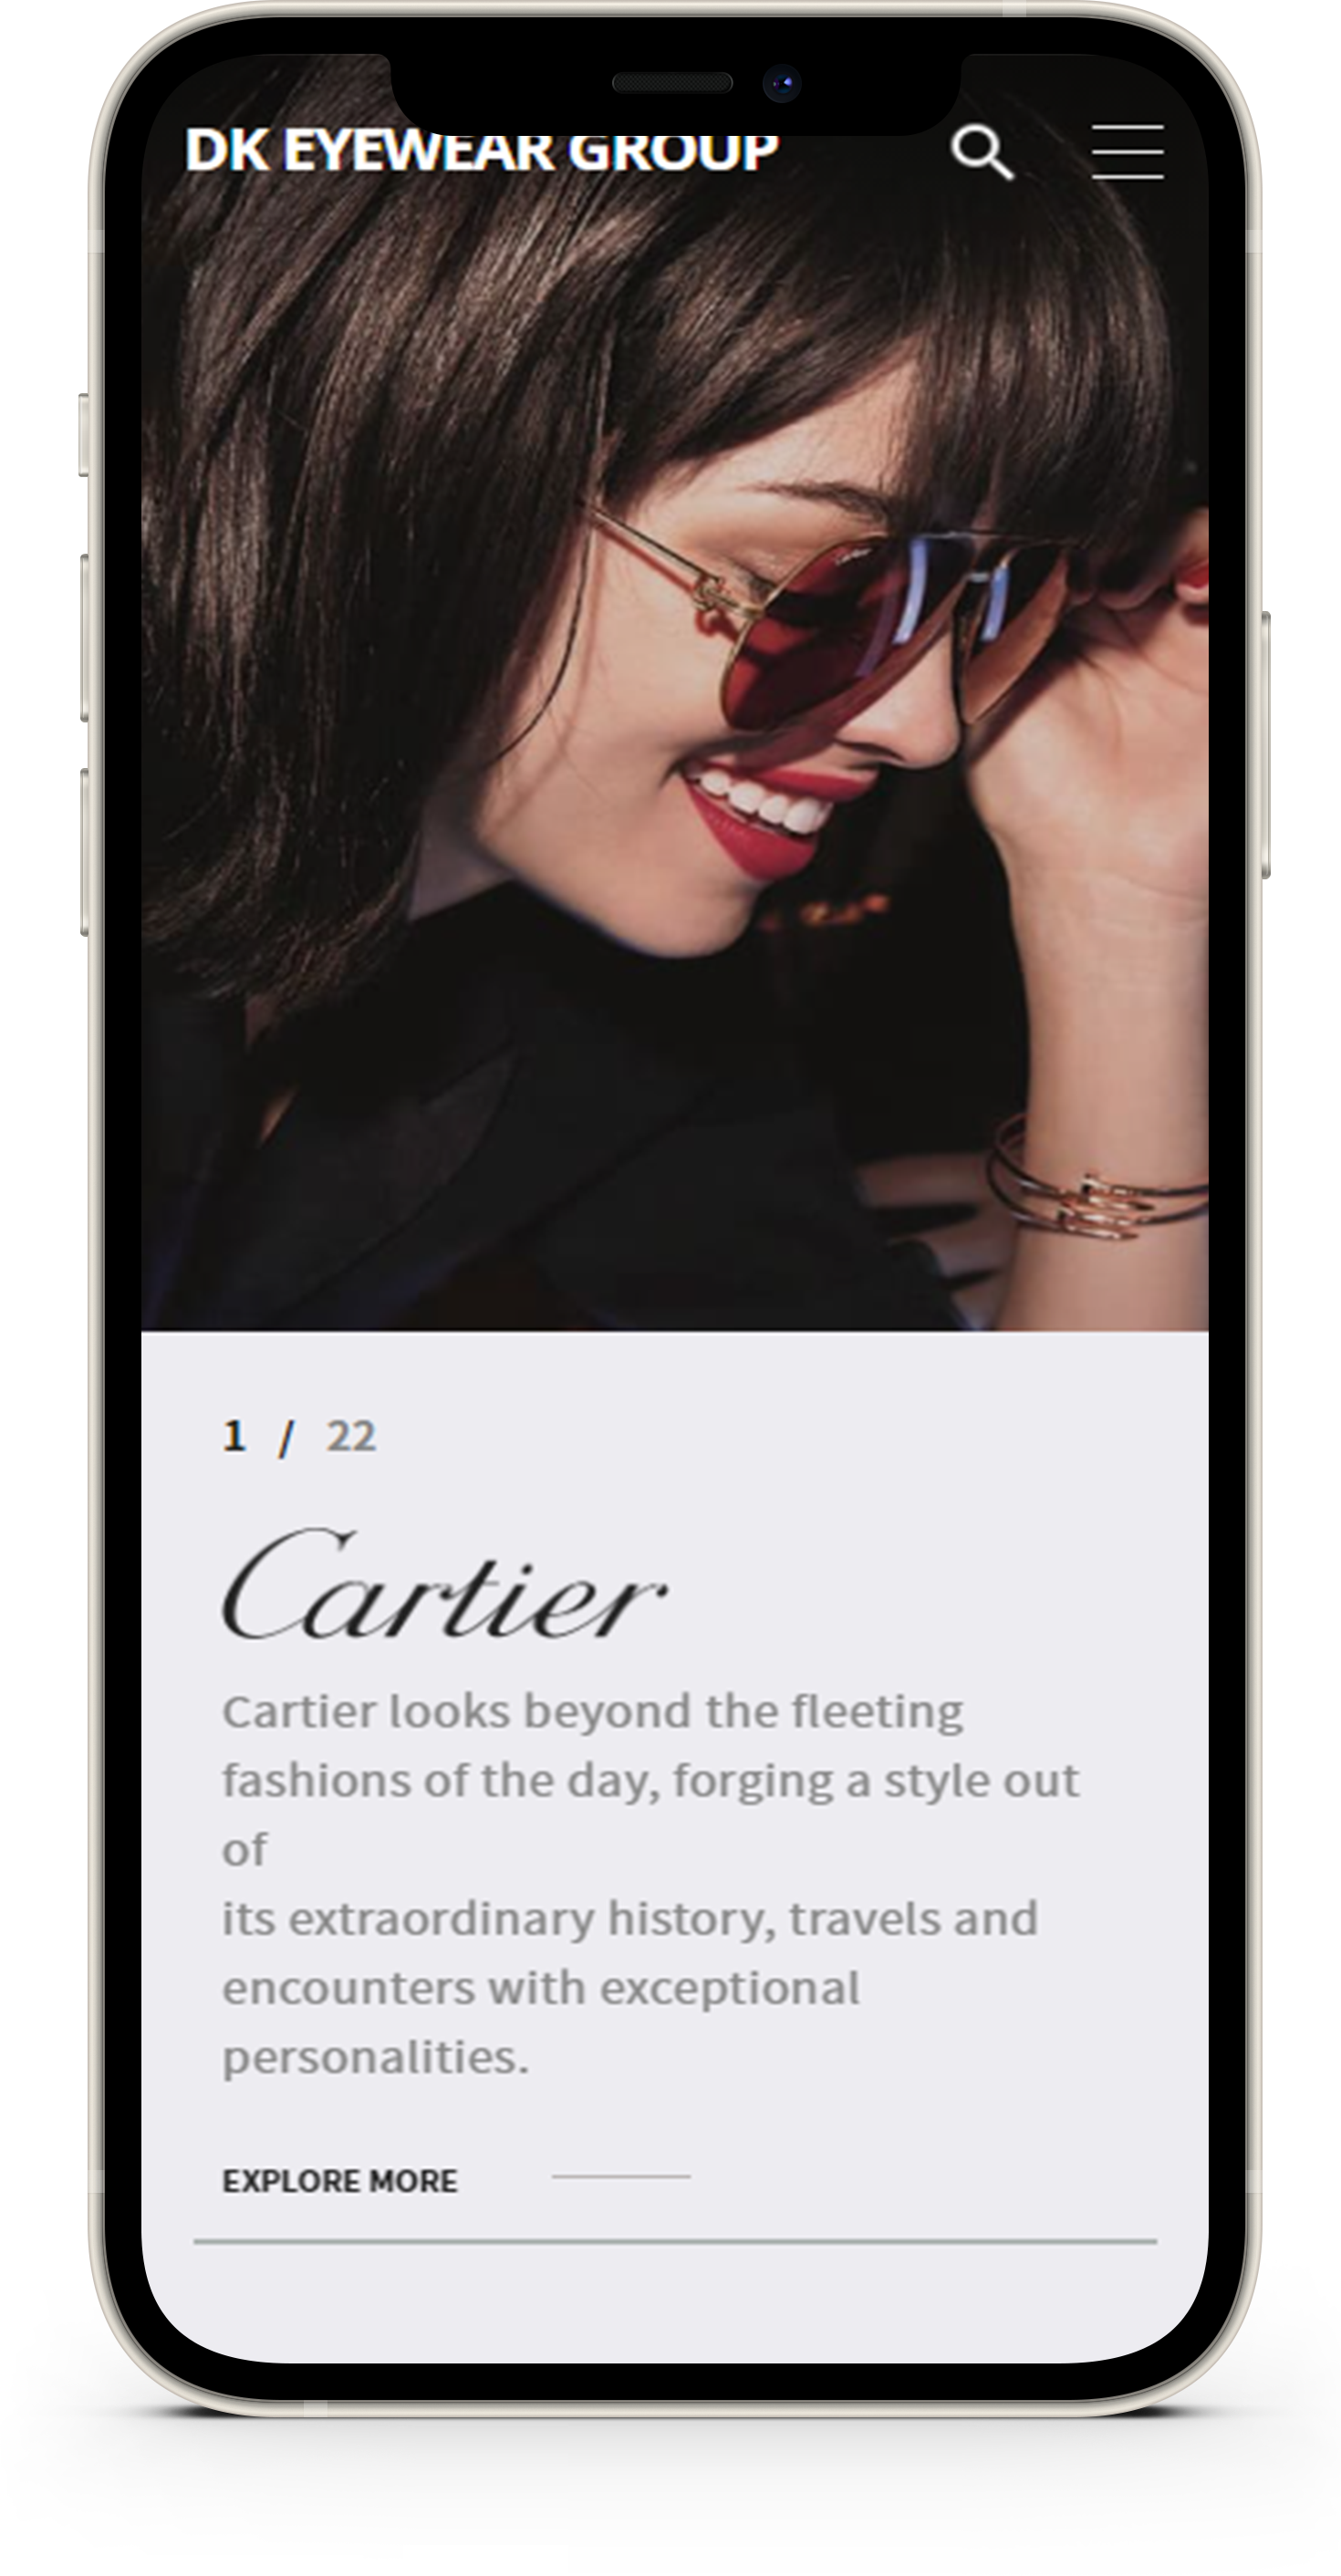 DK EYEWEAR GROUP
1 / 22
Cartier
Cartier looks beyond the fleeting
fashions of the day, forging a style out
of
its extraordinary history, travels and
encounters with exceptional
personalities.
EXPLORE MORE